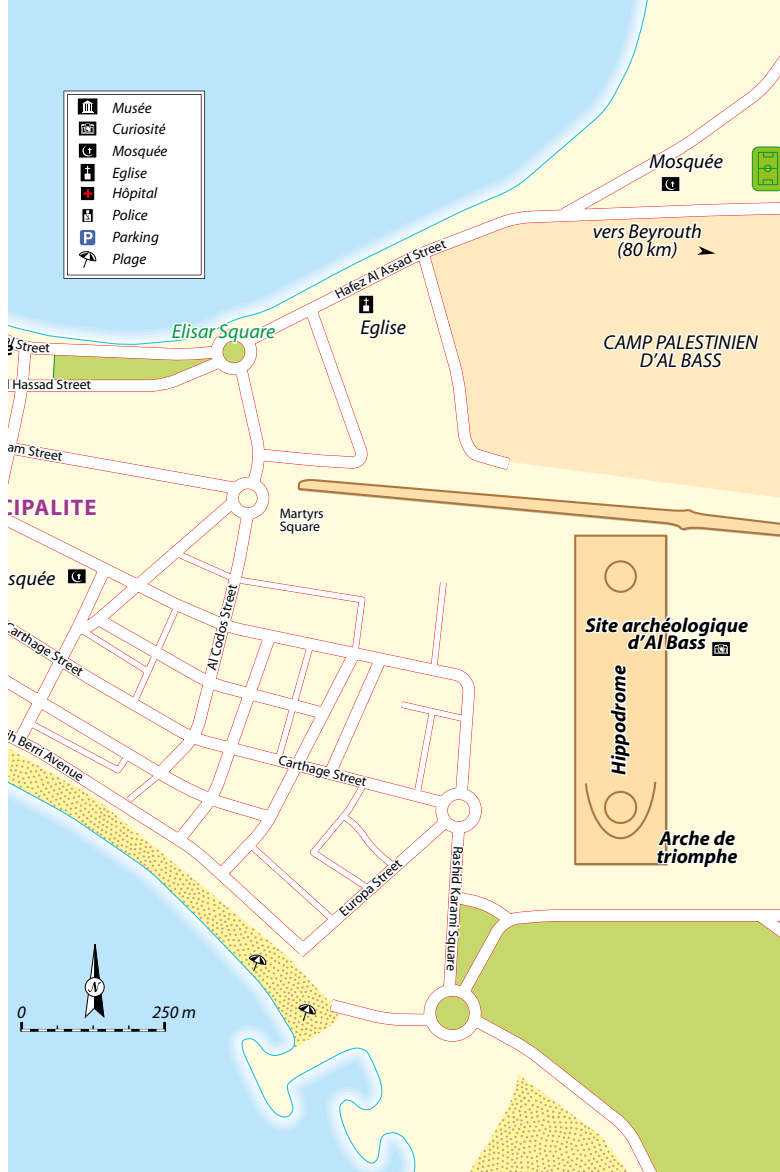 Musée
Curiosité
Mosquée
Eglise
Hôpital
Police
P Parking
Plage
Mosquée
vers Beyrouth
(80 km)
Hafez Al Assad Street
Eglise
Elisar Square
Street
CAMP PALESTINIEN
D'AL BASS
l Hassad Street
am Street
CIPALITE
Martyrs
Square
squée
Al Codos Street
Site archéologique
d'Al Bass
Carthage Street
Hippodrome
ih Berri Avenue
Carthage Street
Arche de
triomphe
Europa Street
Rashid Karami Square
N
0 250 m